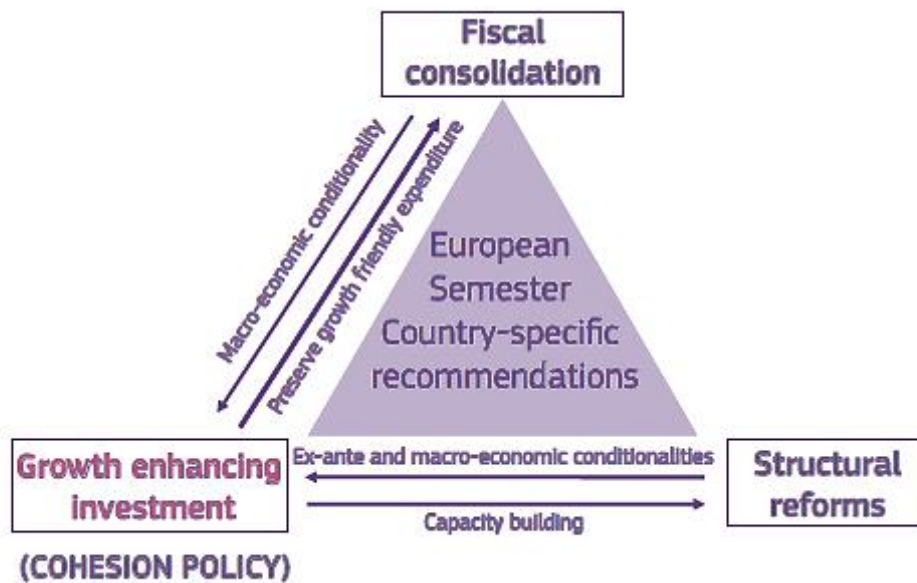 Fiscal
consolidation
Macro-economic conditionality
Preserve growth friendly expenditure
European
Semester
Country-specific
recommendations
Growth enhancing
investment
(COHESION POLICY)
Ex-ante and macro-economic conditionalities
Capacity building
Structural
reforms